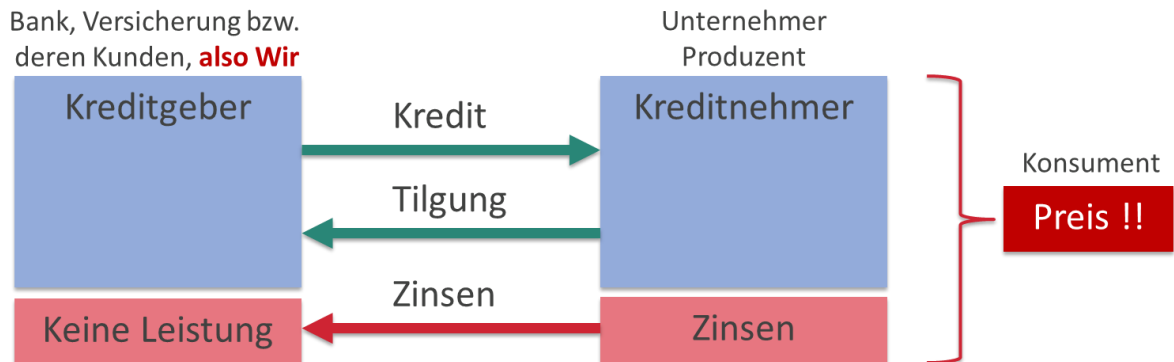 Bank, Versicherung bzw.
deren Kunden, also Wir
Unternehmer
Produzent
Kreditgeber
Kredit
Kreditnehmer
Tilgung
Konsument
Preis !!
Zinsen
Keine Leistung
Zinsen